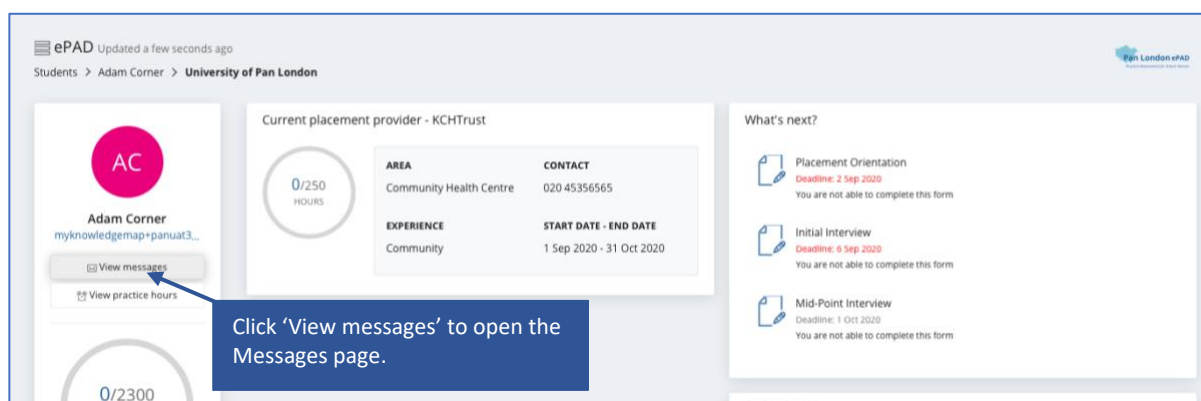 ePAD Updated a few seconds ago
Students > Adam Corner > University of Pan London
Pan London ePAD
AC
Adam Corner
myknowledgemap+panuat3...
View messages
View practice hours
0/2300
Current placement provider - KCHTrust
0/250
HOURS
AREA
Community Health Centre
CONTACT
020 45356565
EXPERIENCE
Community
START DATE - END DATE
1 Sep 2020 - 31 Oct 2020
Click ‘View messages’ to open the
Messages page.
What's next?
Placement Orientation
Deadline: 2 Sep 2020
You are not able to complete this form
Initial Interview
Deadline: 6 Sep 2020
You are not able to complete this form
Mid-Point Interview
Deadline: 1 Oct 2020
You are not able to complete this form